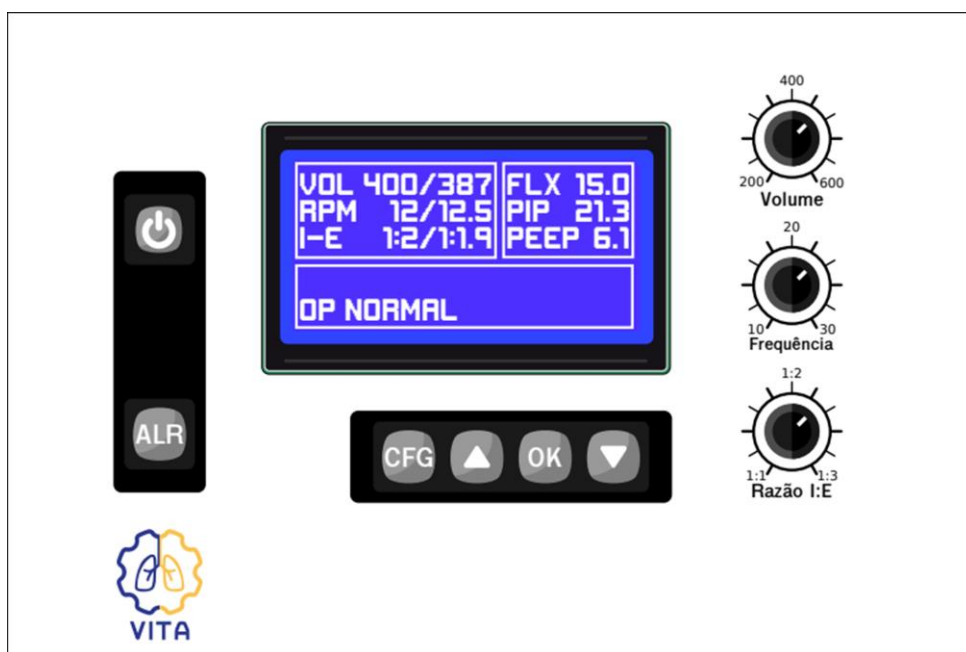 VOL 400/387 FLX 15.0
RPM 12/12.5 PIP 21.3
I-E 1:2/1:1.9 PEEP 6.1
OP NORMAL
ALR
CFG OK
VITA
400
200 600
Volume
20
10 30
Frequência
1:2
1:1 1:3
Razão I:E